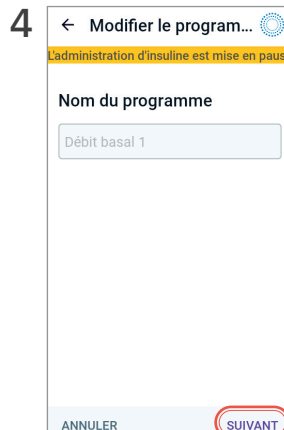 4
← Modifier le program...
L'administration d'insuline est mise en paus
Nom du programme
Débit basal 1
ANNULER
SUIVANT